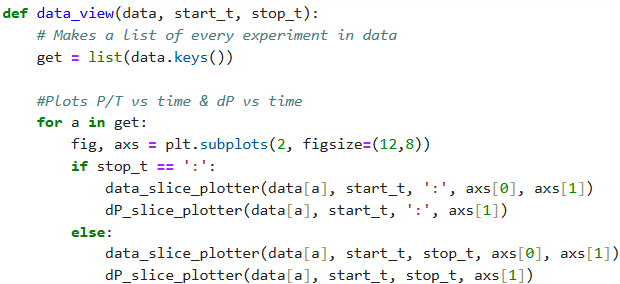 def data_view(data, start_t, stop_t):
    # Makes a list of every experiment in data
    get = list(data.keys())

    #Plots P/T vs time & dP vs time
    for a in get:
        fig, axs = plt.subplots(2, figsize=(12,8))
        if stop_t == ':':
            data_slice_plotter(data[a], start_t, ':', axs[0], axs[1])
            dP_slice_plotter(data[a], start_t, ':', axs[1])
        else:
            data_slice_plotter(data[a], start_t, stop_t, axs[0], axs[1])
            dP_slice_plotter(data[a], start_t, stop_t, axs[1])